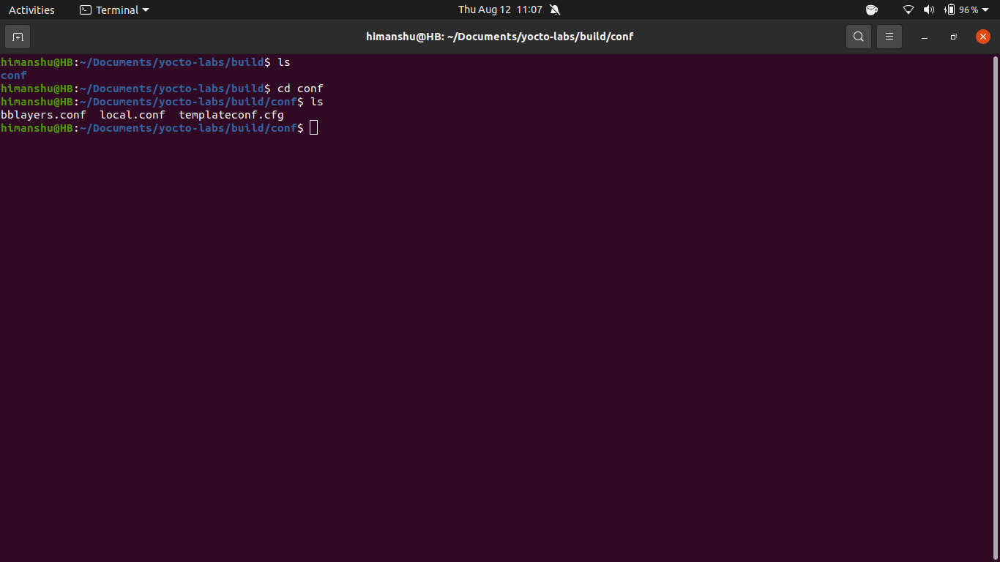 Activities Terminal Thu Aug 12 11:07 96%
himanshu@HB: ~/Documents/yocto-labs/build/conf
himanshu@HB:~/Documents/yocto-labs/build$ ls
conf
himanshu@HB:~/Documents/yocto-labs/build$ cd conf
himanshu@HB:~/Documents/yocto-labs/build/conf$ ls
bblayers.conf  local.conf  templateconf.cfg
himanshu@HB:~/Documents/yocto-labs/build/conf$